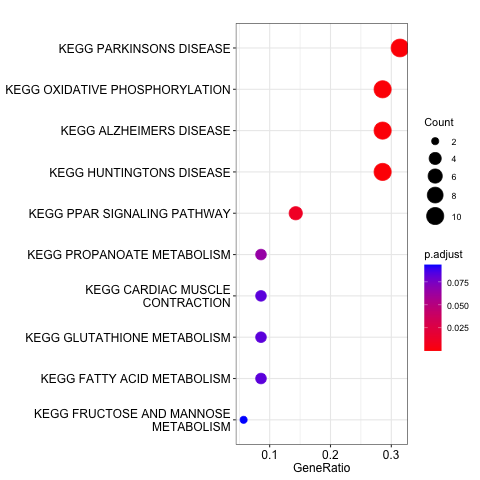 KEGG PARKINSONS DISEASE
KEGG OXIDATIVE PHOSPHORYLATION
KEGG ALZHEIMERS DISEASE
KEGG HUNTINGTONS DISEASE
KEGG PPAR SIGNALING PATHWAY
KEGG PROPANOATE METABOLISM
KEGG CARDIAC MUSCLE
CONTRACTION
KEGG GLUTATHIONE METABOLISM
KEGG FATTY ACID METABOLISM
KEGG FRUCTOSE AND MANNOSE
METABOLISM
0.1 0.2 0.3
GeneRatio
Count
2
4
6
8
10
p.adjust
0.075
0.050
0.025